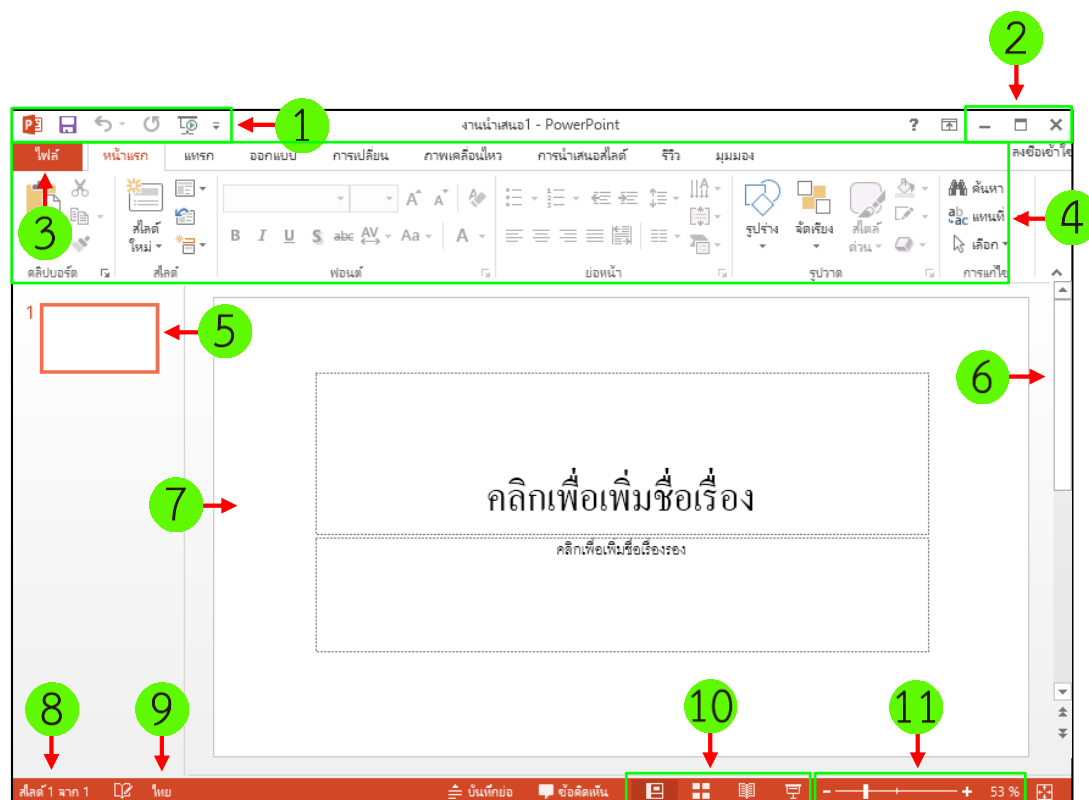 2
1
งานนำเสนอ1 - PowerPoint
?
ไฟล์ หน้าแรก แทรก ออกแบบ การเปลี่ยน ภาพเคลื่อนไหว การนำเสนอสไลด์ รีวิว มุมมอง
ลงชื่อเข้าใช้
3
สไลด์
ใหม่
B I U S abc AV Aa A
A A
รูปร่าง
จัดเรียง
สไตล์
ด่วน
ค้นหา
แทนที่
เลือก
4
คลิปบอร์ด สไลด์ ฟอนต์ ย่อหน้า รูปวาด การแก้ไข
1
5
6
7
คลิกเพื่อเพิ่มชื่อเรื่อง
คลิกเพื่อเพิ่มชื่อเรื่องรอง
8
9
10
11
สไลด์ 1 จาก 1 ไทย บันทึกย่อ ข้อคิดเห็น 53 %